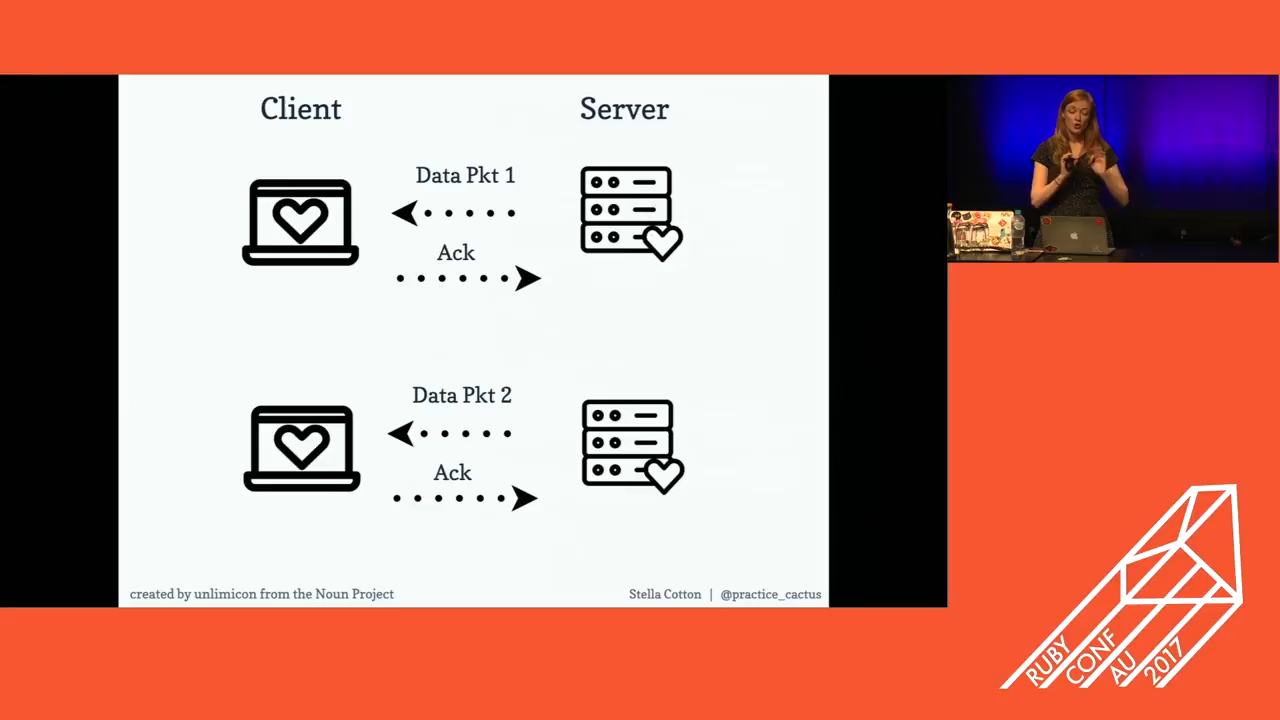 Client
Server
Data Pkt 1
Ack
Data Pkt 2
Ack
created by unlimicon from the Noun Project
Stella Cotton | @practice_cactus
RUBY
CONF
AU
2017